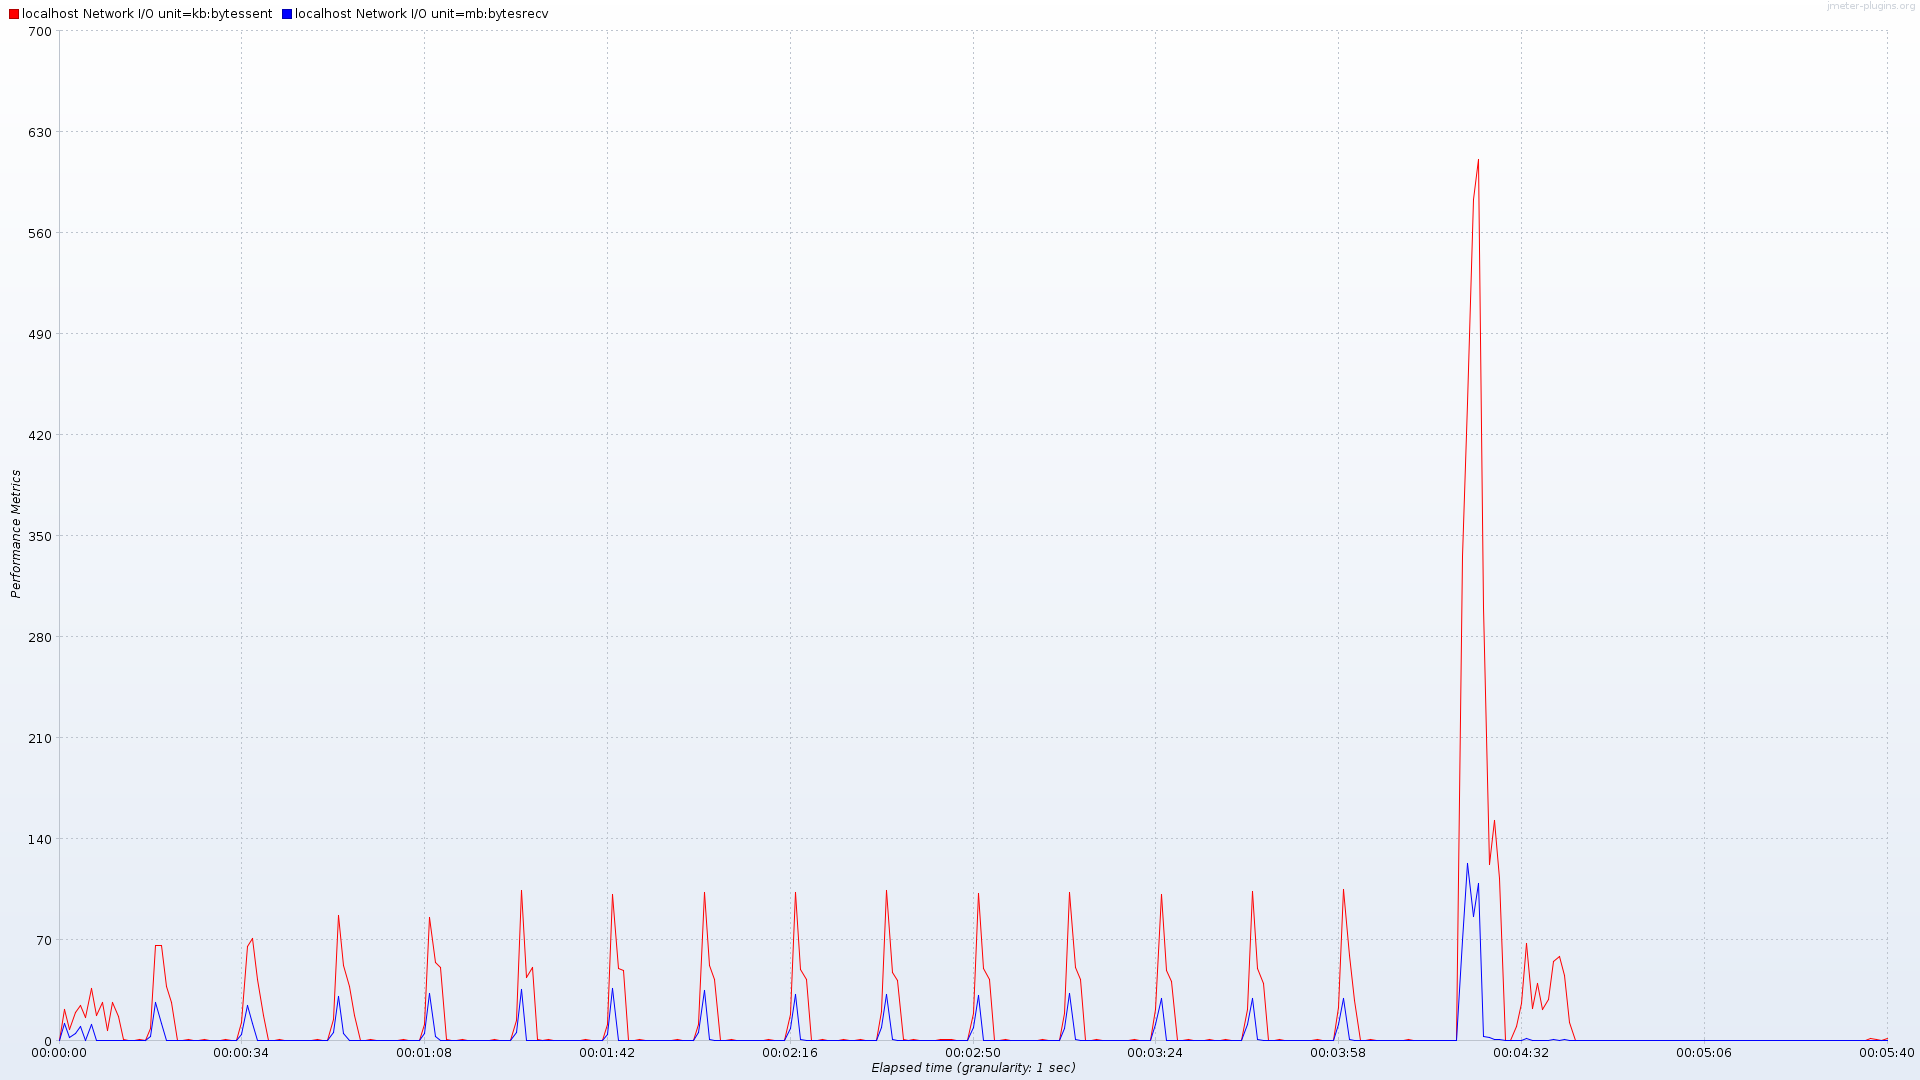 localhost Network I/O unit=kb:bytessent localhost Network I/O unit=mb:bytesrecv
jmeter-plugins.org
700
630
560
490
420
350
280
210
140
70
0
Performance Metrics
00:00:00 00:00:34 00:01:08 00:01:42 00:02:16 00:02:50 00:03:24 00:03:58 00:04:32 00:05:06 00:05:40
Elapsed time (granularity: 1 sec)